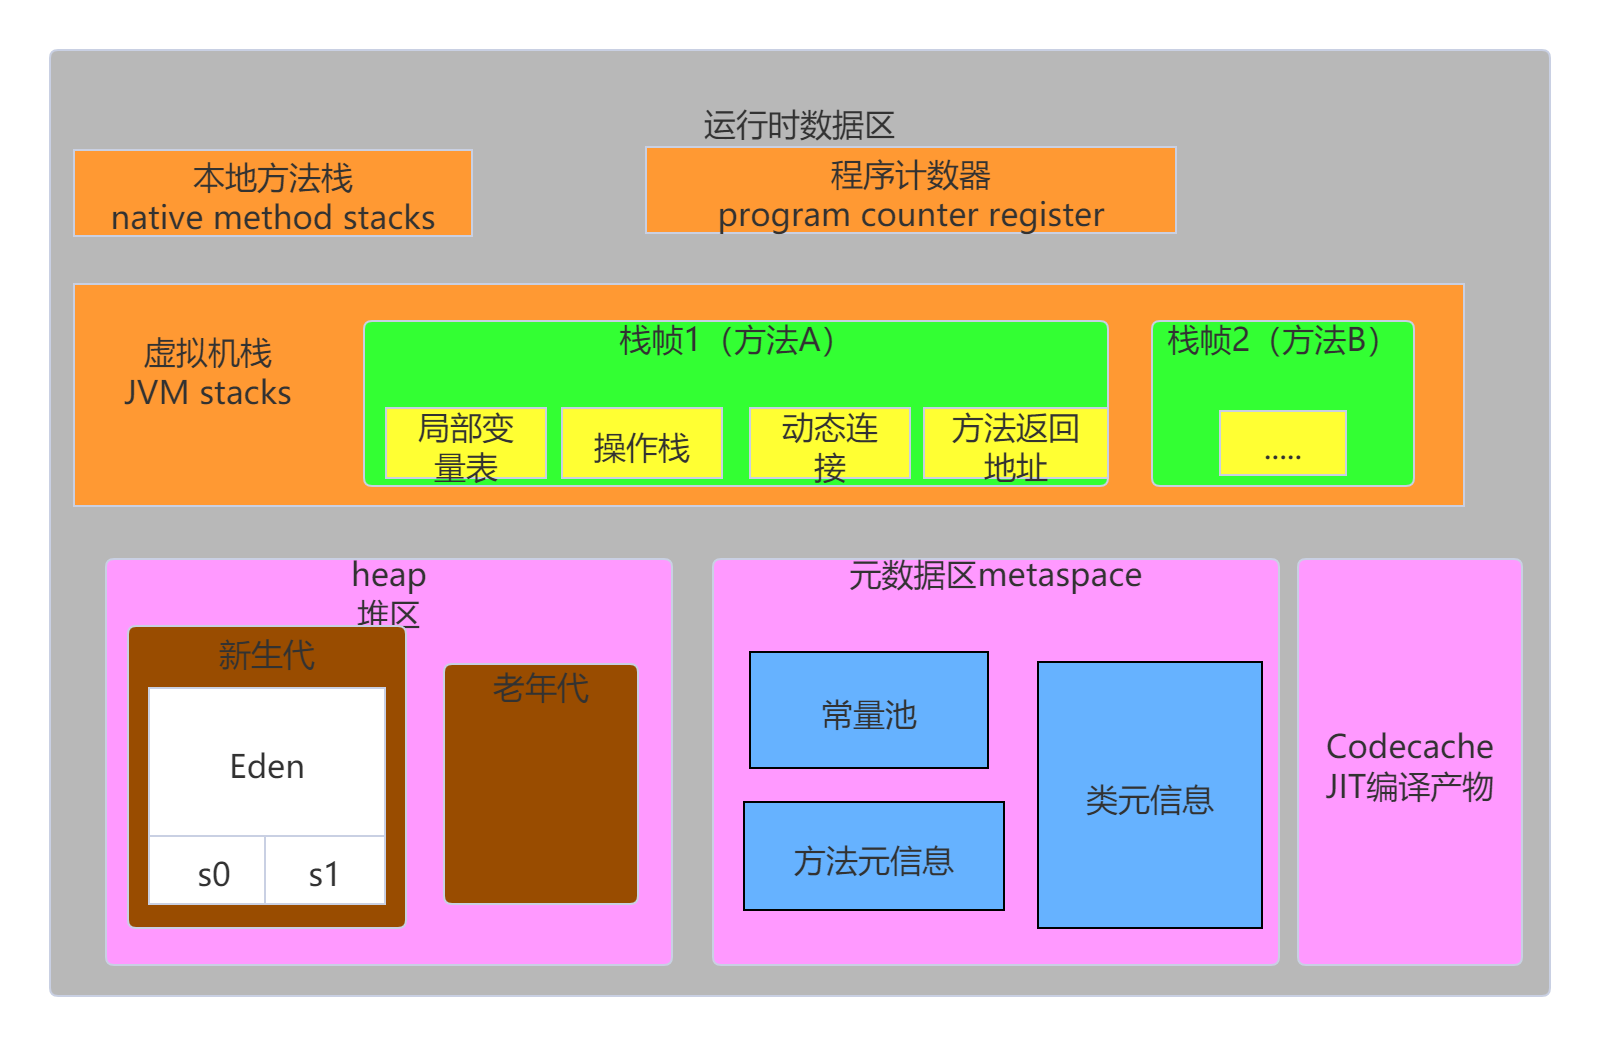 运行时数据区
本地方法栈
native method stacks
程序计数器
program counter register
虚拟机栈
JVM stacks
栈帧1（方法A）
局部变
量表
操作栈
动态连
接
方法返回
地址
栈帧2（方法B）
.....
heap
堆区
新生代
Eden
s0
s1
老年代
元数据区metaspace
常量池
方法元信息
类元信息
Codecache
JIT编译产物